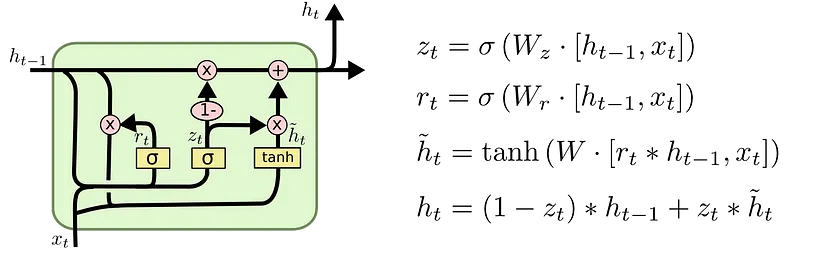 h_t
h_{t-1}
x
+
1-
x
r_t
z_t
x
h̃_t
σ
σ
tanh
x_t
z_t = σ (W_z · [h_{t-1}, x_t])
r_t = σ (W_r · [h_{t-1}, x_t])
h̃_t = tanh (W · [r_t * h_{t-1}, x_t])
h_t = (1 − z_t) * h_{t-1} + z_t * h̃_t